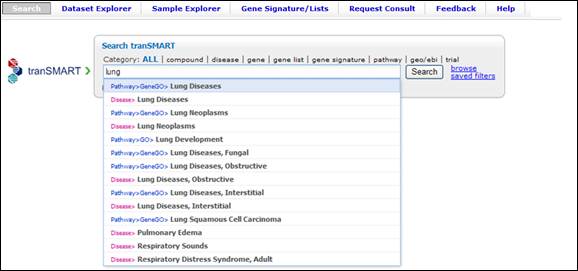 Search Dataset Explorer Sample Explorer Gene Signature/Lists Request Consult Feedback Help
Search tranSMART
Category: ALL | compound | disease | gene | gene list | gene signature | pathway | geo/ebi | trial
tranSMART lung Search browse
saved filters
Pathway>GeneGO> Lung Diseases
Disease> Lung Diseases
Pathway>GeneGO> Lung Neoplasms
Disease> Lung Neoplasms
Pathway>GO> Lung Development
Pathway>GeneGO> Lung Diseases, Fungal
Pathway>GeneGO> Lung Diseases, Obstructive
Disease> Lung Diseases, Obstructive
Pathway>GeneGO> Lung Diseases, Interstitial
Disease> Lung Diseases, Interstitial
Pathway>GeneGO> Lung Squamous Cell Carcinoma
Disease> Pulmonary Edema
Disease> Respiratory Sounds
Disease> Respiratory Distress Syndrome, Adult